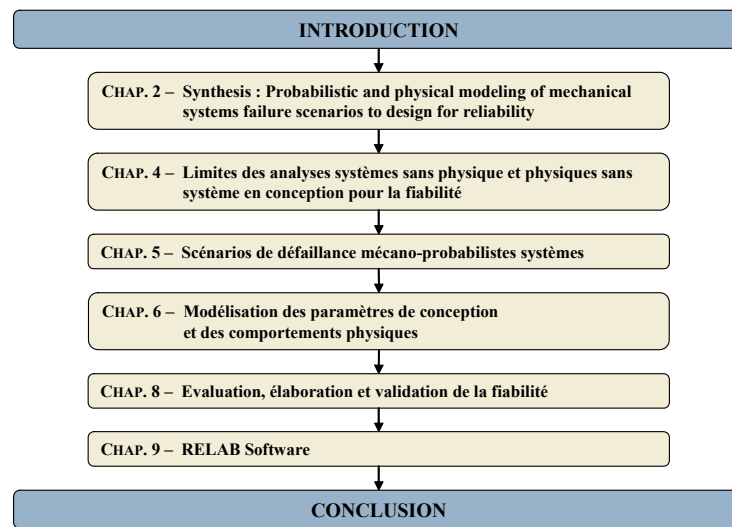 INTRODUCTION
CHAP. 2 – Synthesis : Probabilistic and physical modeling of mechanical
systems failure scenarios to design for reliability
CHAP. 4 – Limites des analyses systèmes sans physique et physiques sans
système en conception pour la fiabilité
CHAP. 5 – Scénarios de défaillance mécano-probabilistes systèmes
CHAP. 6 – Modélisation des paramètres de conception
et des comportements physiques
CHAP. 8 – Evaluation, élaboration et validation de la fiabilité
CHAP. 9 – RELAB Software
CONCLUSION